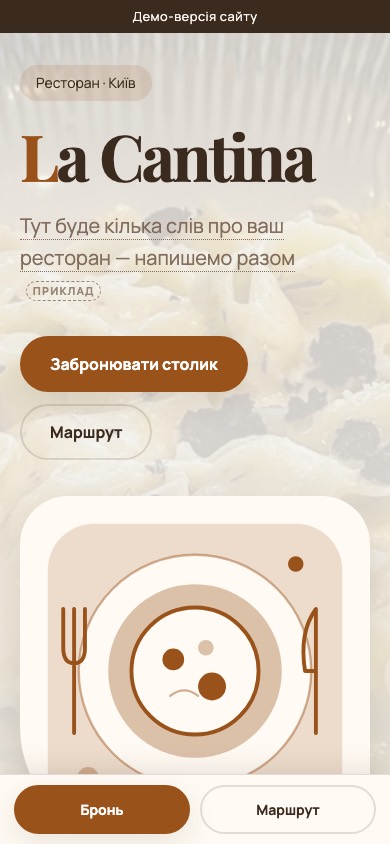 Демо-версія сайту
Ресторан · Київ
La Cantina
Тут буде кілька слів про ваш
ресторан — напишемо разом
ПРИКЛАД
Забронювати столик
Маршрут
Бронь
Маршрут